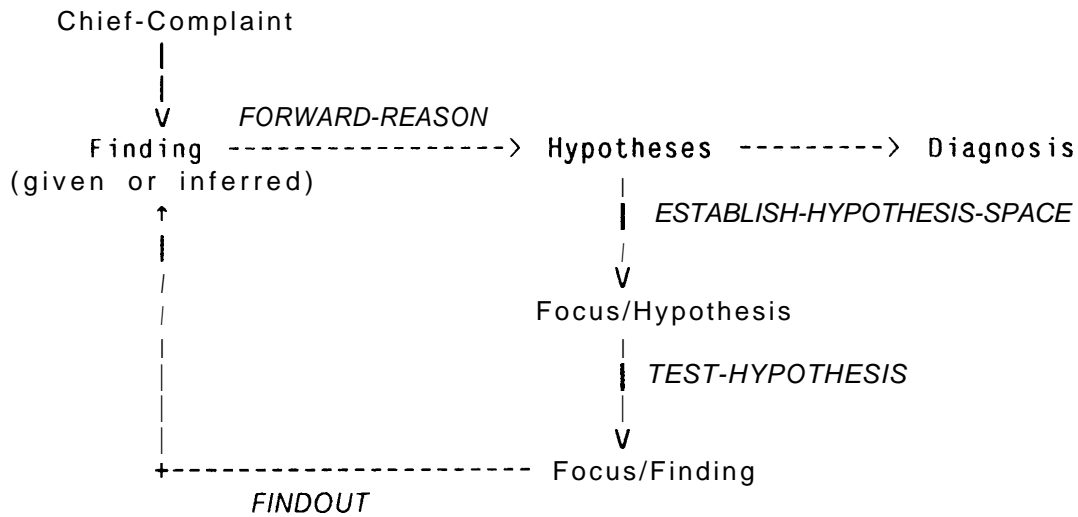 Chief-Complaint
FORWARD-REASON
Finding Hypotheses Diagnosis
(given or inferred)
ESTABLISH-HYPOTHESIS-SPACE
Focus/Hypothesis
TEST-HYPOTHESIS
Focus/Finding
FINDOUT